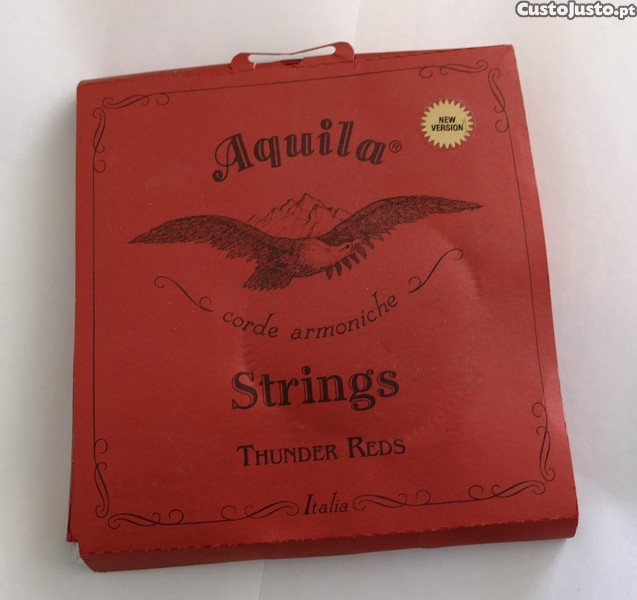 CustoJusto.pt
NEW
VERSION
Aquila®
corde armoniche
Strings
THUNDER REDS
Italia